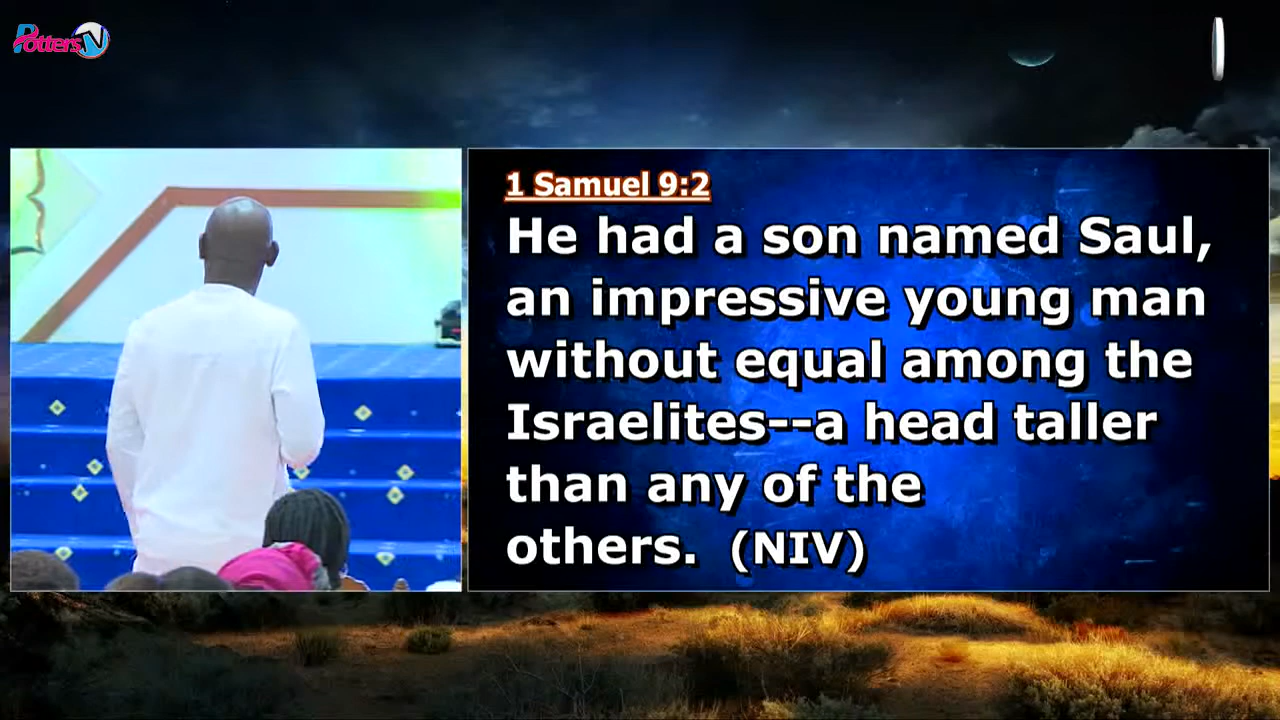 PottersTV
1 Samuel 9:2
He had a son named Saul,
an impressive young man
without equal among the
Israelites--a head taller
than any of the
others.  (NIV)